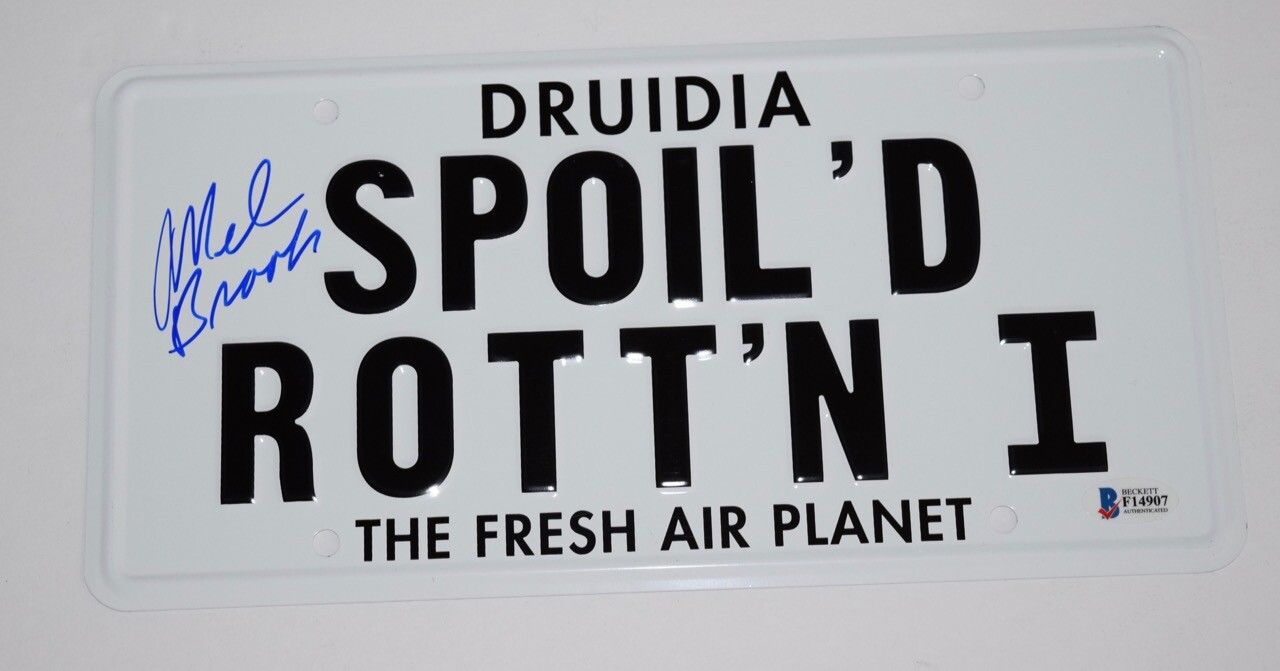 DRUIDIA
SPOIL'D
ROTT'N I
THE FRESH AIR PLANET
Mel
Brooks
BECKETT
F14907
AUTHENTICATED